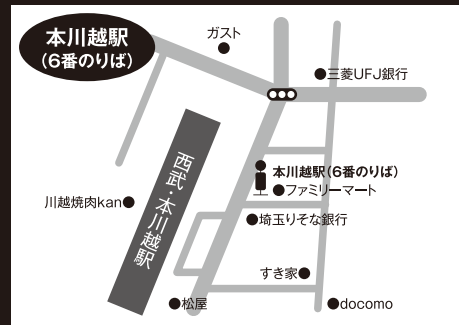 本川越駅
(6番のりば)
ガスト
三菱UFJ銀行
西武・本川越駅
本川越駅(6番のりば)
ファミリーマート
川越焼肉kan
埼玉りそな銀行
すき家
松屋
docomo